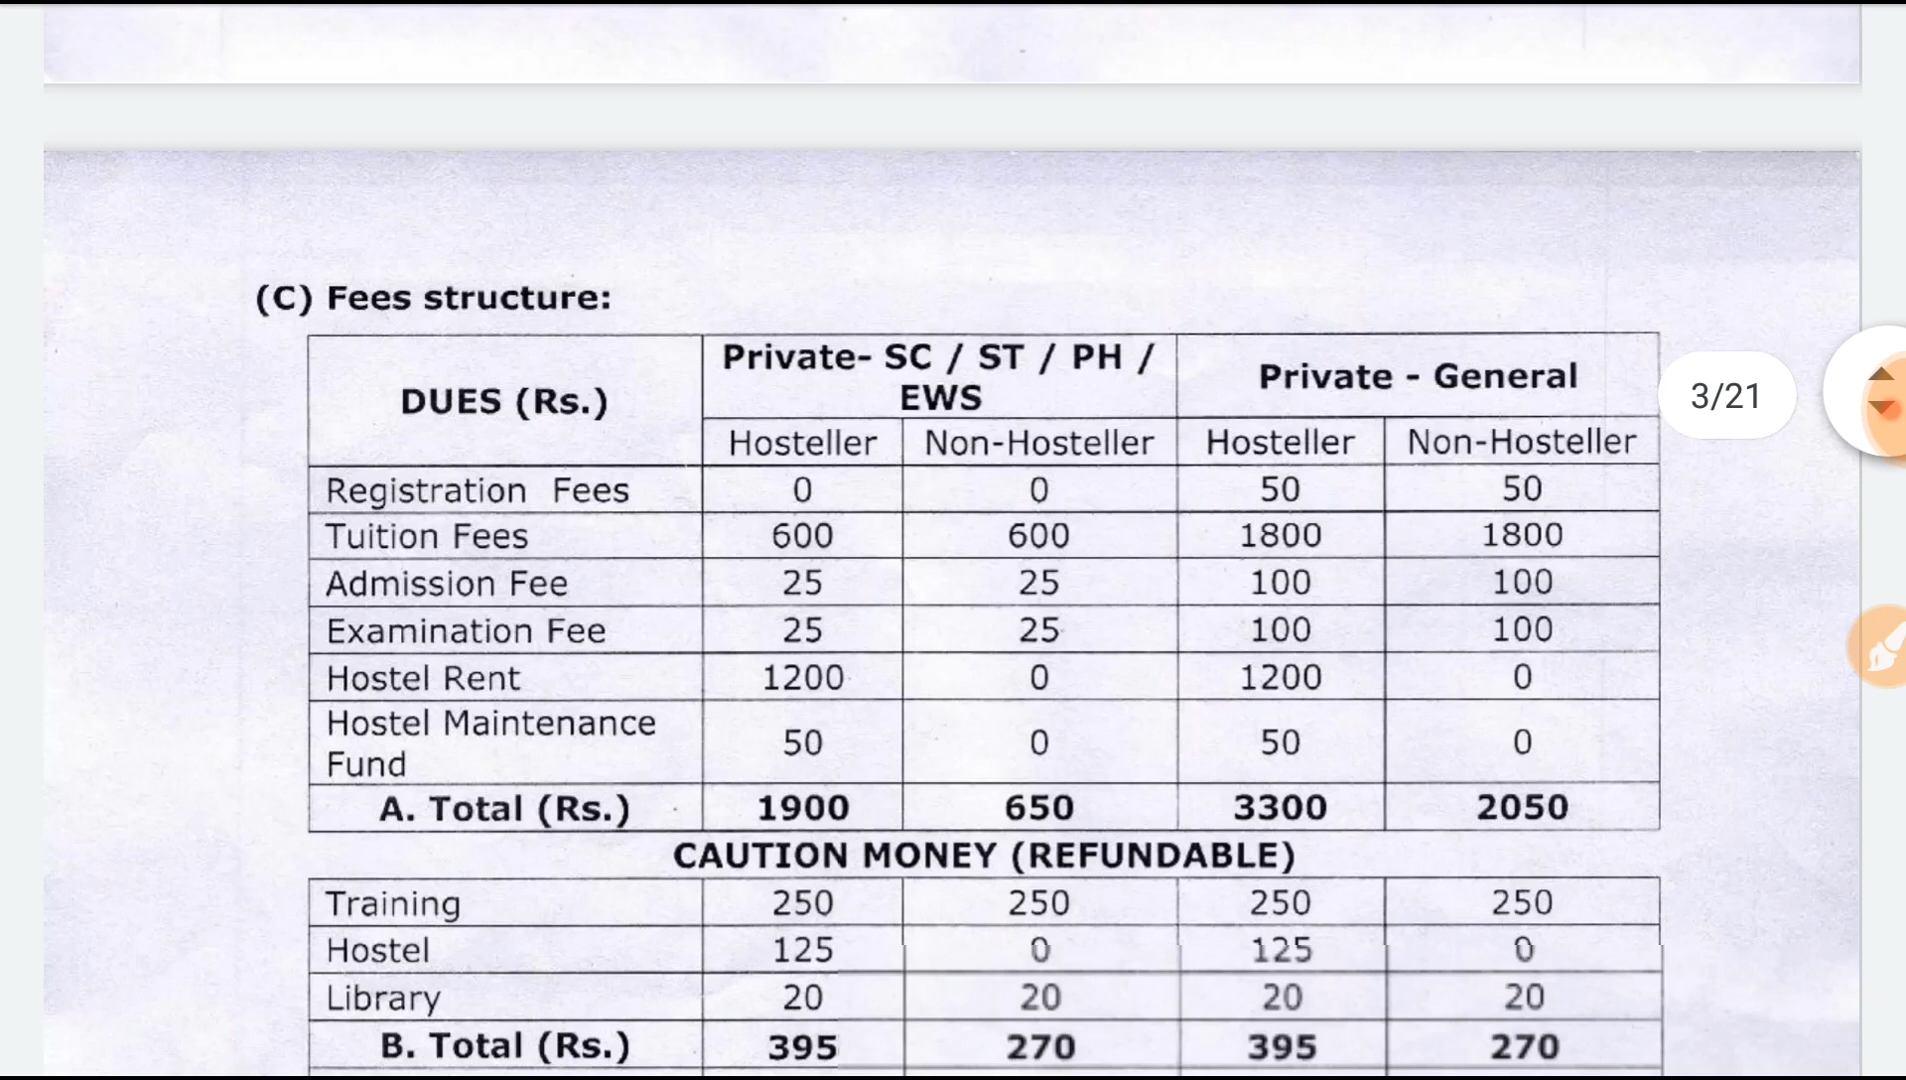 (C) Fees structure:
DUES (Rs.) Private- SC / ST / PH / EWS Private - General
Hosteller Non-Hosteller Hosteller Non-Hosteller
Registration Fees 0 0 50 50
Tuition Fees 600 600 1800 1800
Admission Fee 25 25 100 100
Examination Fee 25 25 100 100
Hostel Rent 1200 0 1200 0
Hostel Maintenance Fund 50 0 50 0
A. Total (Rs.) 1900 650 3300 2050
CAUTION MONEY (REFUNDABLE)
Training 250 250 250 250
Hostel 125 0 125 0
Library 20 20 20 20
B. Total (Rs.) 395 270 395 270
3/21